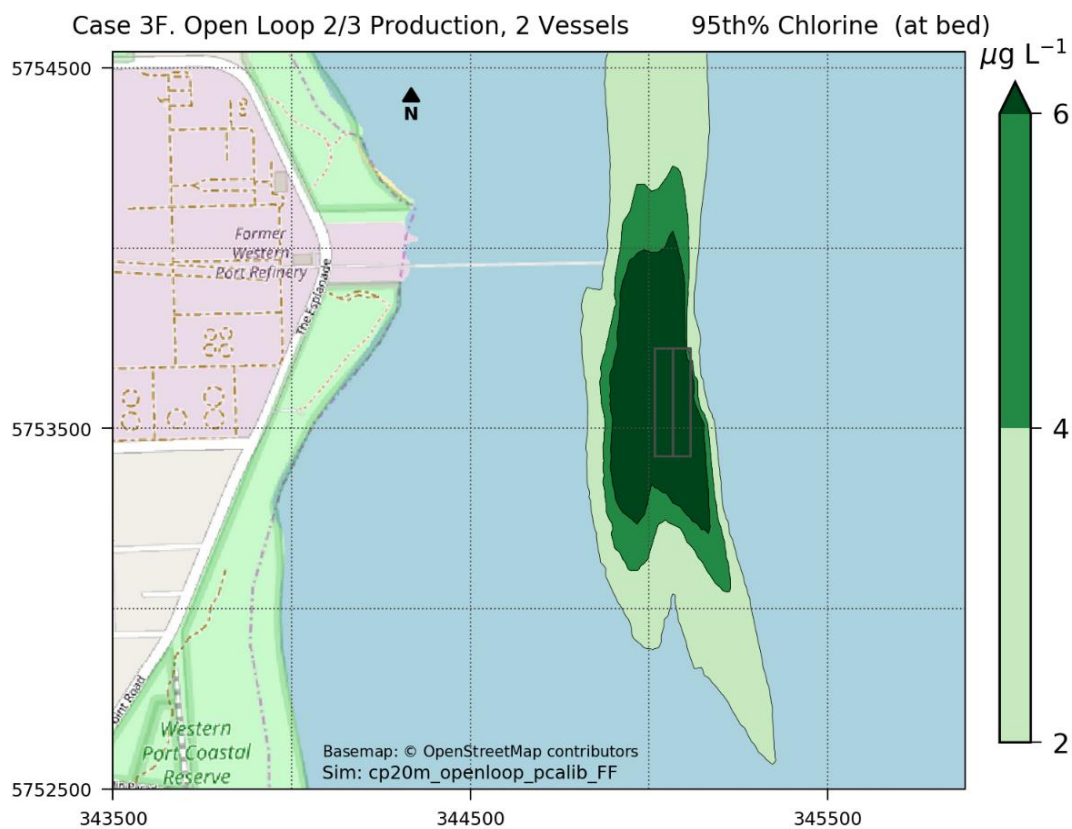 Case 3F. Open Loop 2/3 Production, 2 Vessels 95th% Chlorine (at bed)
µg L⁻¹
5754500
N
6
Former
Western
Port Refinery
The Esplanade
5753500
4
Western
Port Coastal
Reserve
Basemap: © OpenStreetMap contributors
Sim: cp20m_openloop_pcalib_FF
2
5752500
343500 344500 345500